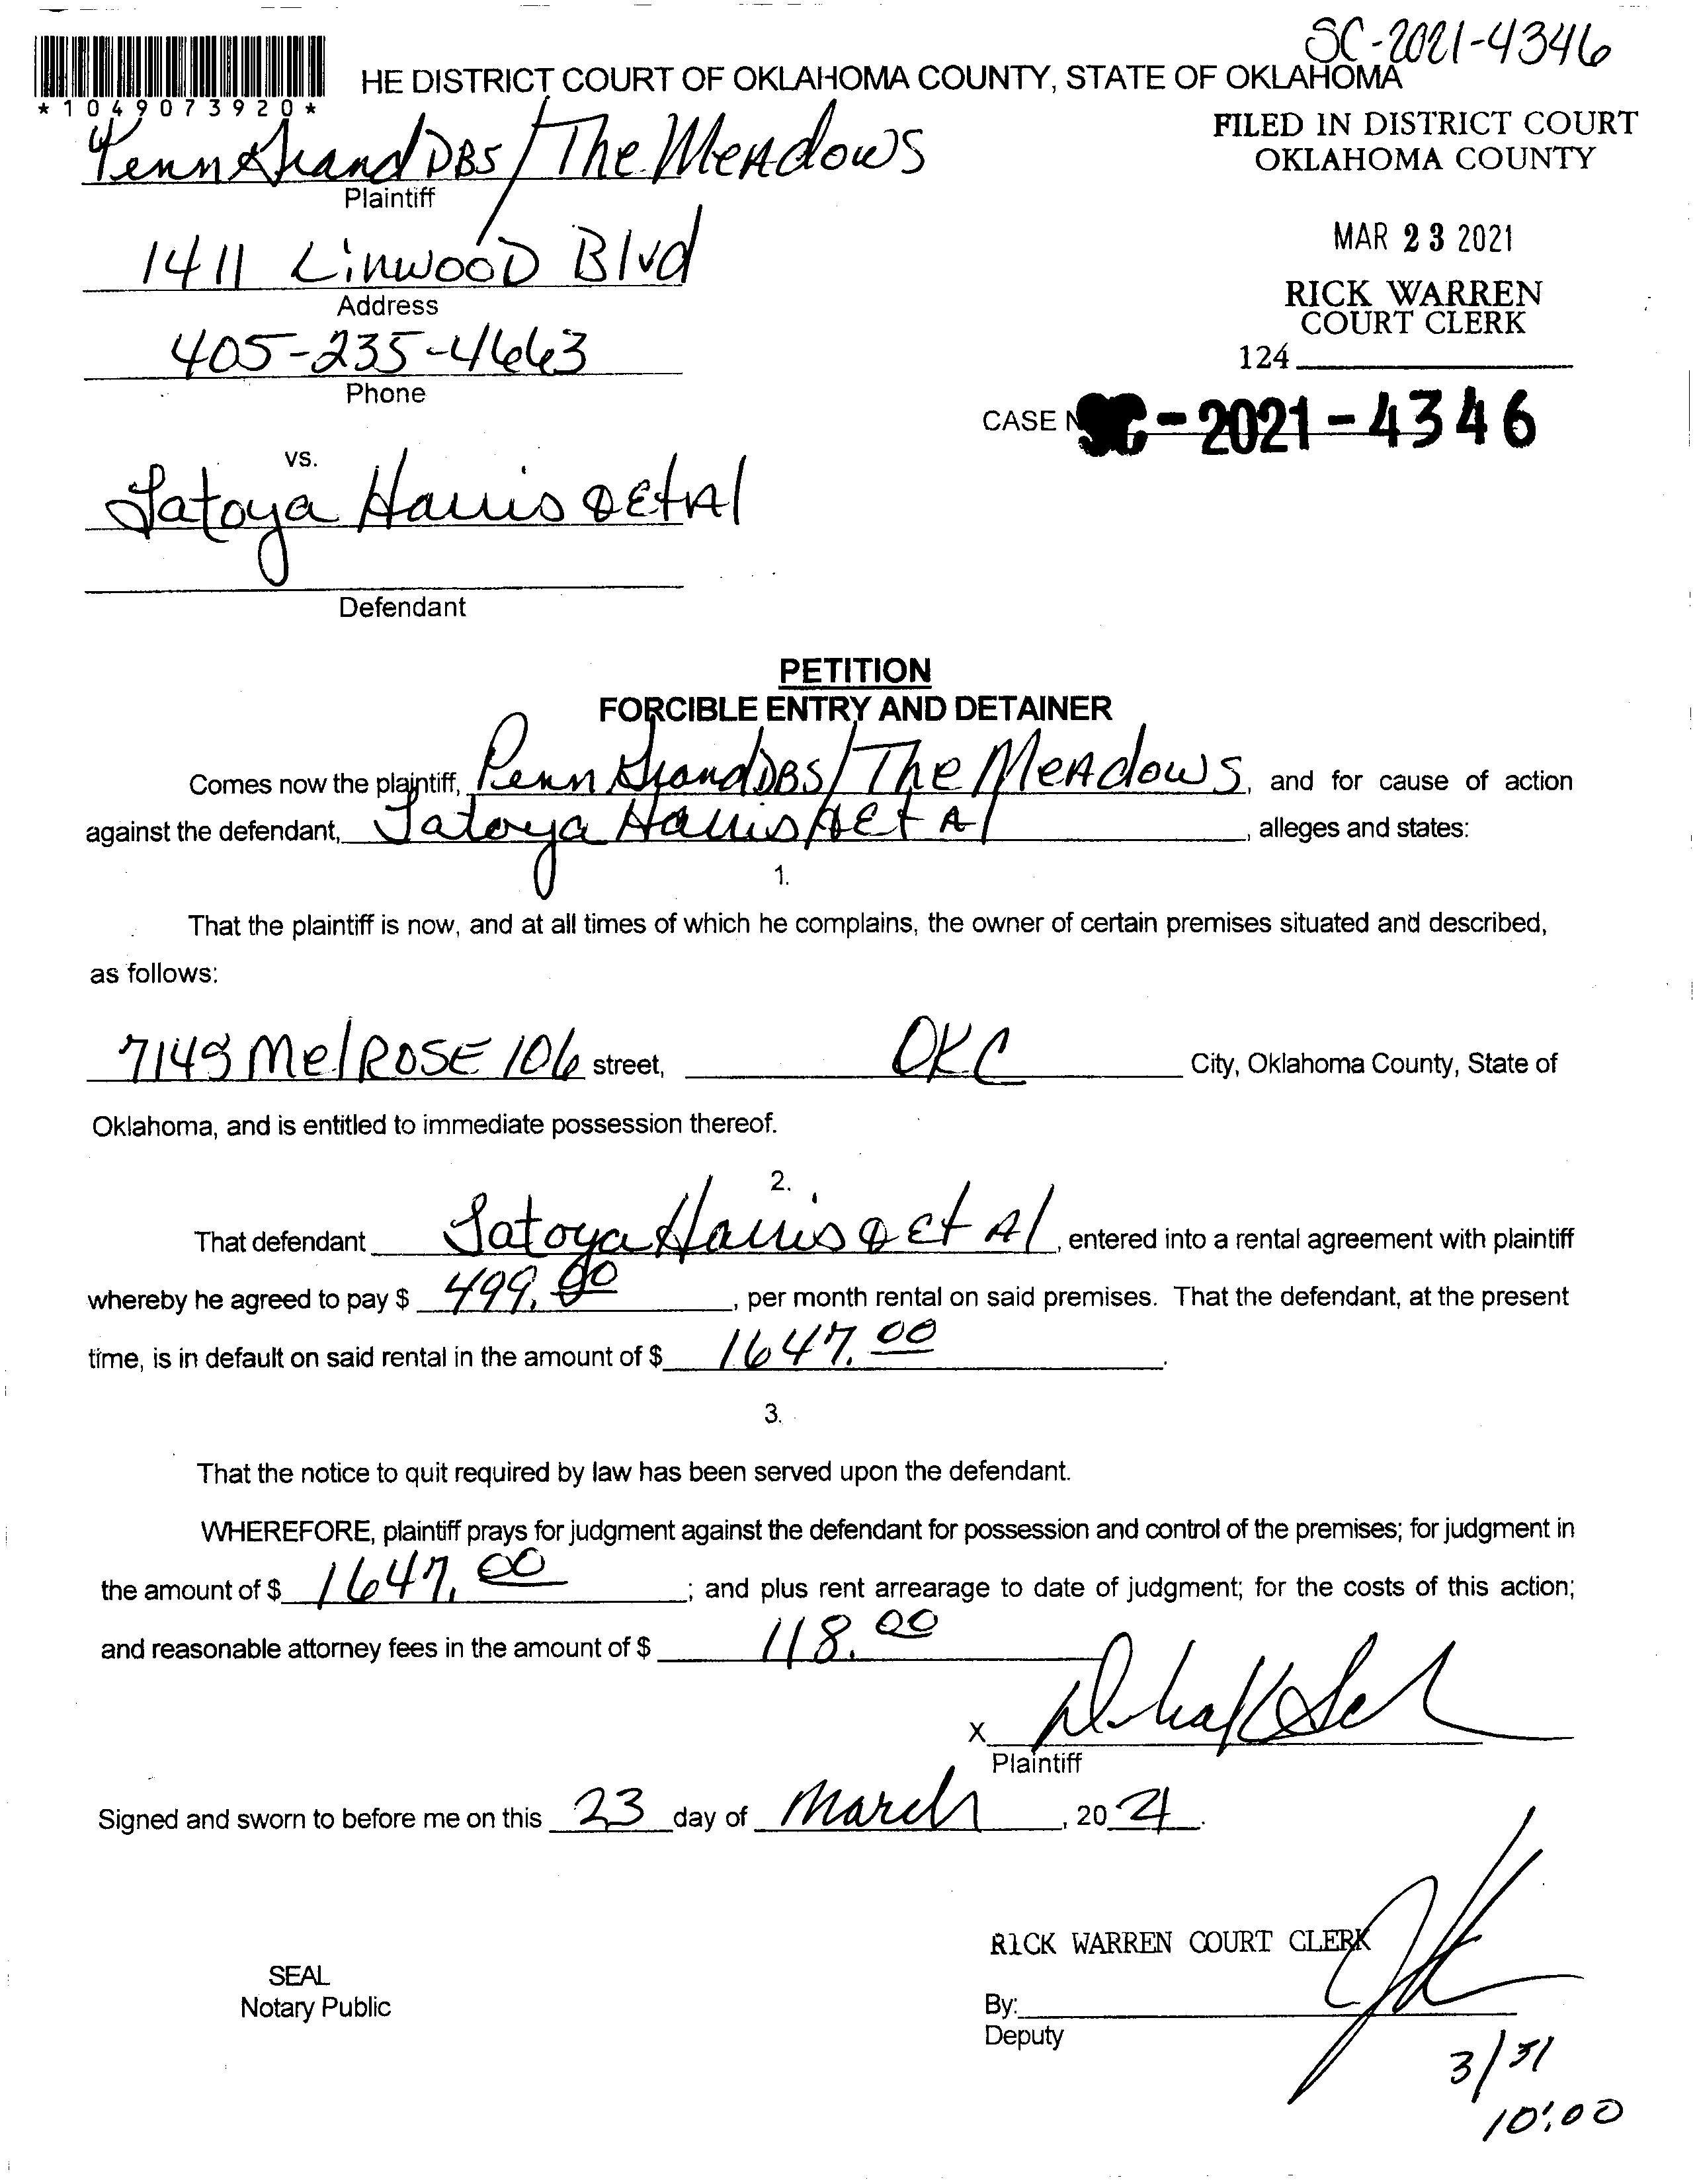 SC-2021-4346
*1049073920*
HE DISTRICT COURT OF OKLAHOMA COUNTY, STATE OF OKLAHOMA
FILED IN DISTRICT COURT
OKLAHOMA COUNTY
Penn Grand DBS/The Meadows
Plaintiff
MAR 23 2021
1411 Linwood Blvd
Address
RICK WARREN
COURT CLERK
405-235-4663
Phone
124
CASE N SC-2021-4346
vs.
Latoya Harris & Et Al
Defendant
PETITION
FORCIBLE ENTRY AND DETAINER
Comes now the plaintiff, Penn Grand DBS/The Meadows, and for cause of action
against the defendant, Latoya Harris & Et Al, alleges and states:
1.
That the plaintiff is now, and at all times of which he complains, the owner of certain premises situated and described,
as follows:
Melrose 106 street, OKC City, Oklahoma County, State of
Oklahoma, and is entitled to immediate possession thereof.
2.
That defendant Latoya Harris & Et Al, entered into a rental agreement with plaintiff
whereby he agreed to pay $ 499.00, per month rental on said premises. That the defendant, at the present
time, is in default on said rental in the amount of $ 1647.00.
3.
That the notice to quit required by law has been served upon the defendant.
WHEREFORE, plaintiff prays for judgment against the defendant for possession and control of the premises; for judgment in
the amount of $ 1647.00; and plus rent arrearage to date of judgment; for the costs of this action;
and reasonable attorney fees in the amount of $ 118.00
X
Plaintiff
Signed and sworn to before me on this 23 day of March, 20 21.
RICK WARREN COURT CLERK
SEAL
Notary Public
By:
Deputy
3/31
10:00